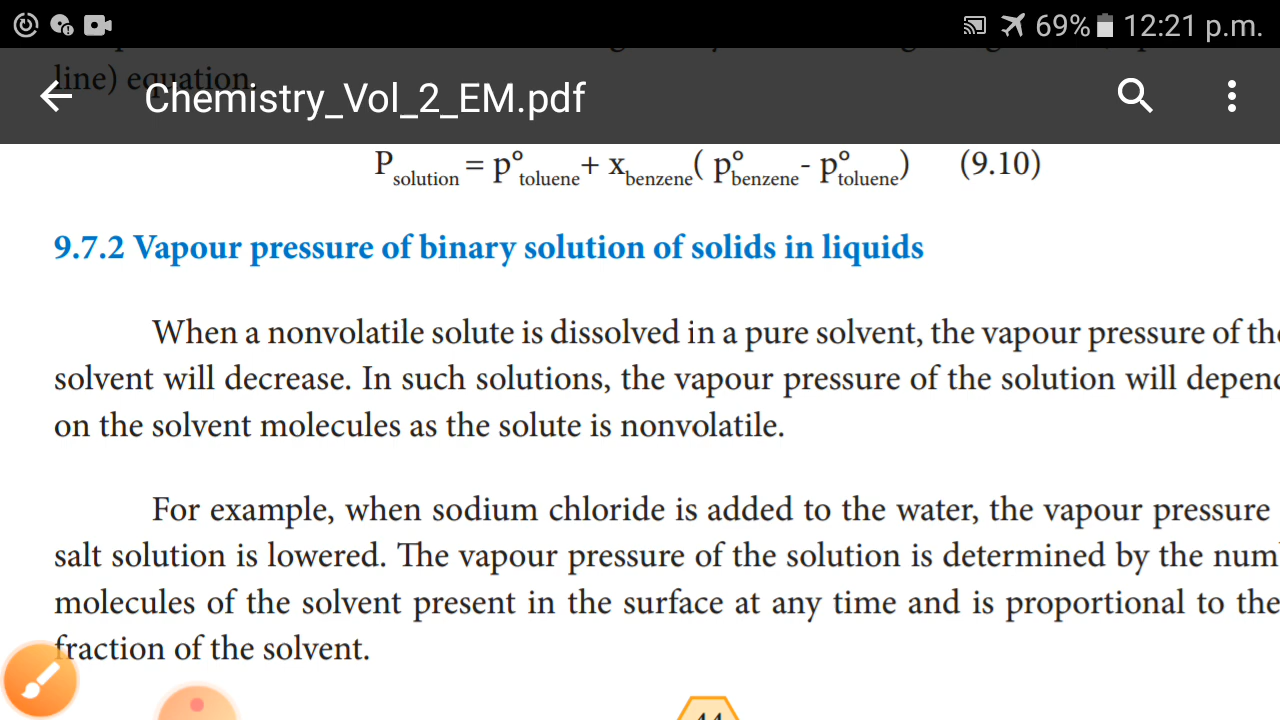 69% 12:21 p.m.
line) equation.
Chemistry_Vol_2_EM.pdf
P solution = p° toluene + x benzene ( p° benzene - p° toluene ) (9.10)
9.7.2 Vapour pressure of binary solution of solids in liquids
When a nonvolatile solute is dissolved in a pure solvent, the vapour pressure of the
solvent will decrease. In such solutions, the vapour pressure of the solution will depend
on the solvent molecules as the solute is nonvolatile.
For example, when sodium chloride is added to the water, the vapour pressure
salt solution is lowered. The vapour pressure of the solution is determined by the num
molecules of the solvent present in the surface at any time and is proportional to the
fraction of the solvent.
44